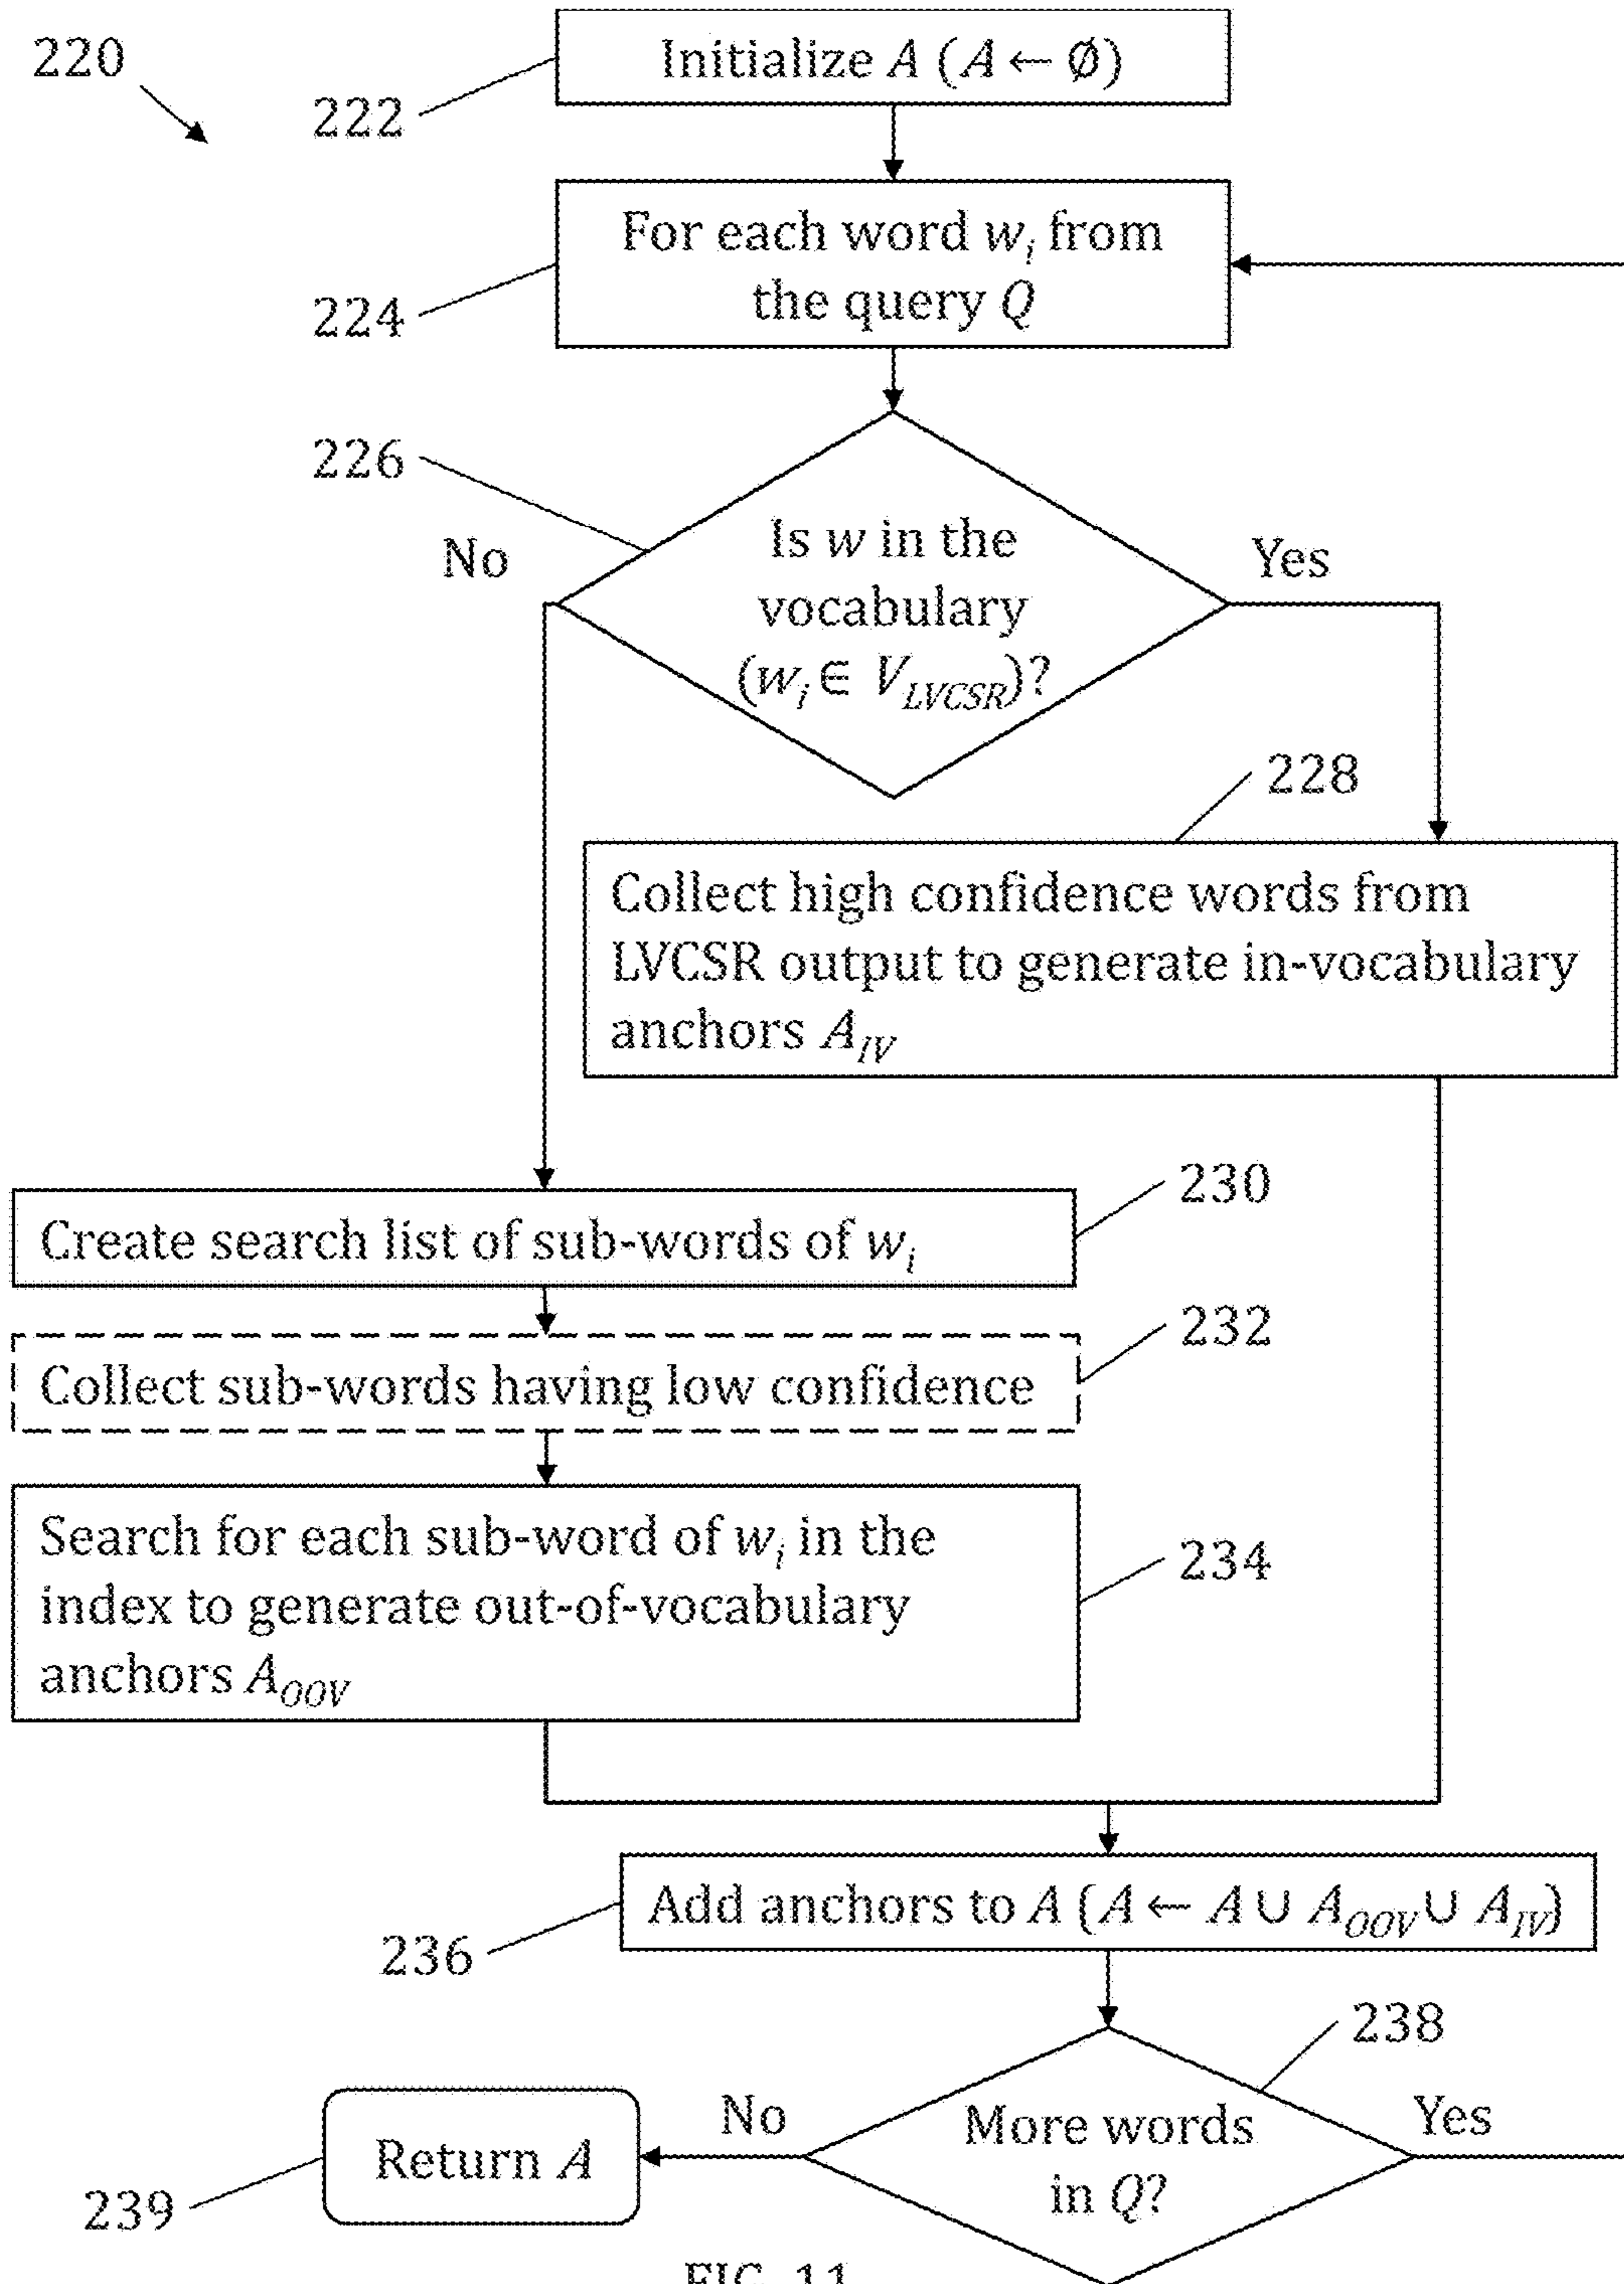 220
Initialize A (A ← Ø)
222
For each word wi from
the query Q
224
226
No
Is w in the
vocabulary
(wi ∈ VLVCSR)?
Yes
228
Collect high confidence words from
LVCSR output to generate in-vocabulary
anchors AIV
230
Create search list of sub-words of wi
232
Collect sub-words having low confidence
Search for each sub-word of wi in the
index to generate out-of-vocabulary
anchors AOOV
234
Add anchors to A (A ← A ∪ AOOV ∪ AIV)
236
238
No
More words
in Q?
Yes
Return A
239
FIG. 11